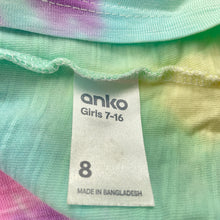 anko
Girls 7-16
8
MADE IN BANGLADESH